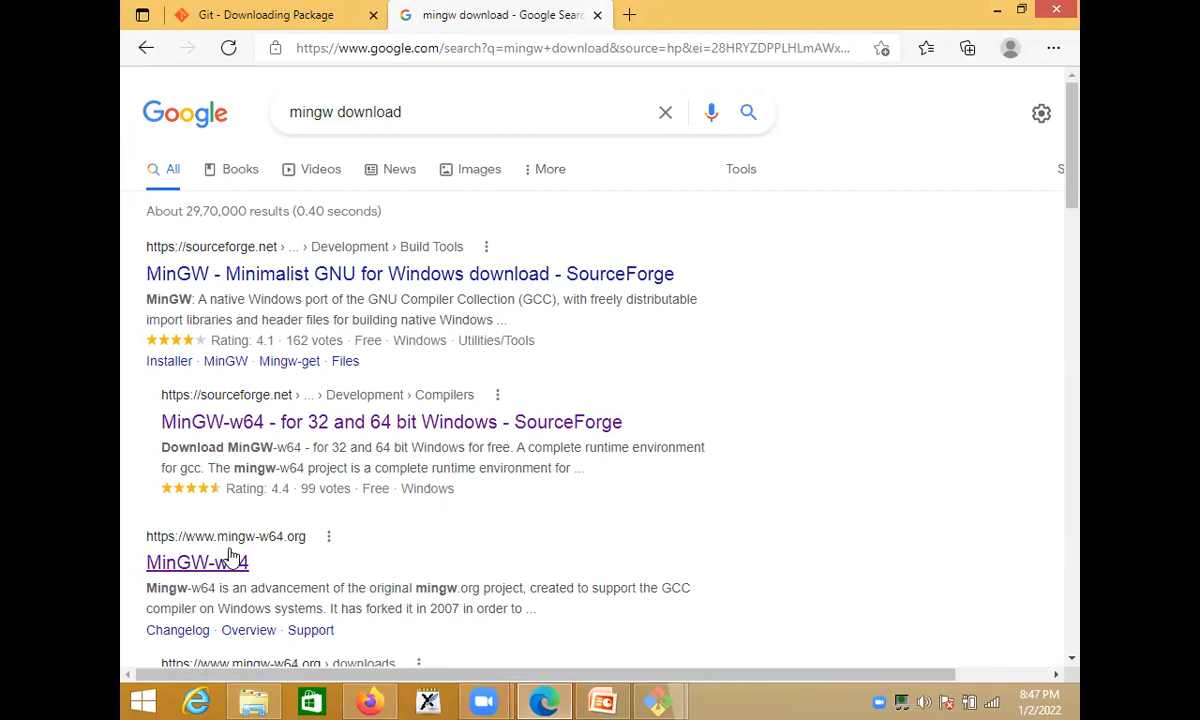 Git - Downloading Package
mingw download - Google Sear
https://www.google.com/search?q=mingw+download&source=hp&ei=28HRYZDPPLHLmAWx...
Google
mingw download
All
Books
Videos
News
Images
More
Tools
S
About 29,70,000 results (0.40 seconds)
https://sourceforge.net › ... › Development › Build Tools
MinGW - Minimalist GNU for Windows download - SourceForge
MinGW: A native Windows port of the GNU Compiler Collection (GCC), with freely distributable
import libraries and header files for building native Windows ...
Rating: 4.1 · 162 votes · Free · Windows · Utilities/Tools
Installer · MinGW · Mingw-get · Files
https://sourceforge.net › ... › Development › Compilers
MinGW-w64 - for 32 and 64 bit Windows - SourceForge
Download MinGW-w64 - for 32 and 64 bit Windows for free. A complete runtime environment
for gcc. The mingw-w64 project is a complete runtime environment for ...
Rating: 4.4 · 99 votes · Free · Windows
https://www.mingw-w64.org
MinGW-w64
Mingw-w64 is an advancement of the original mingw.org project, created to support the GCC
compiler on Windows systems. It has forked it in 2007 in order to ...
Changelog · Overview · Support
https://www.mingw-w64.org › downloads
8:47 PM
1/2/2022